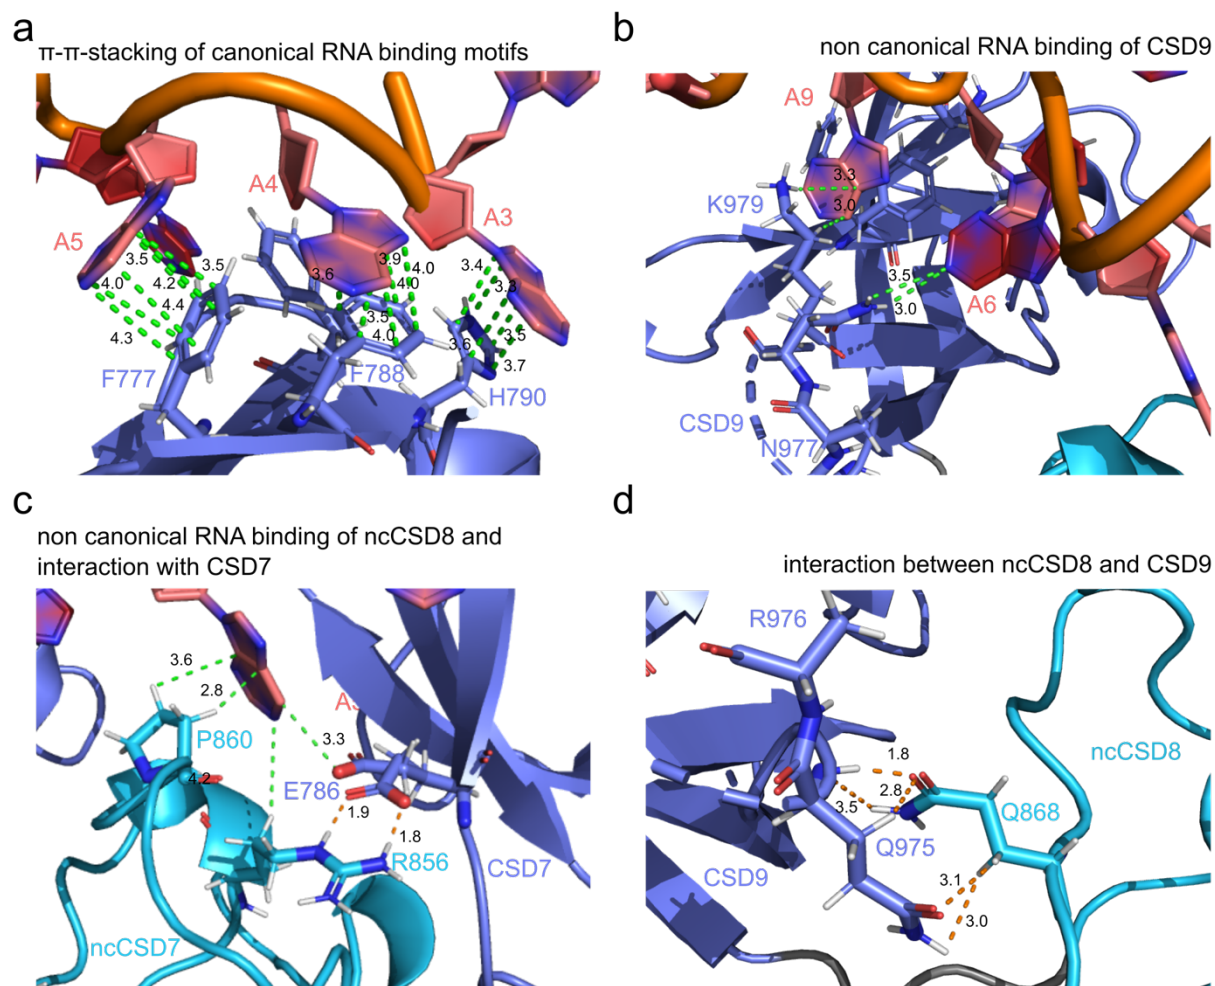 a
π-π-stacking of canonical RNA binding motifs
A4
A3
A5
3.5
3.5
4.0
4.2
4.4
4.3
3.6
3.9
4.0
4.0
3.5
4.0
3.4
3.3
3.5
3.6
3.7
F777
F788
H790
b
non canonical RNA binding of CSD9
A9
3.3
K979
3.0
3.5
3.0
A6
CSD9
N977
c
non canonical RNA binding of ncCSD8 and
interaction with CSD7
3.6
2.8
P860
3.3
4.2
E786
1.9
1.8
R856
CSD7
ncCSD7
d
interaction between ncCSD8 and CSD9
R976
ncCSD8
1.8
2.8
3.5
Q868
Q975
CSD9
3.1
3.0